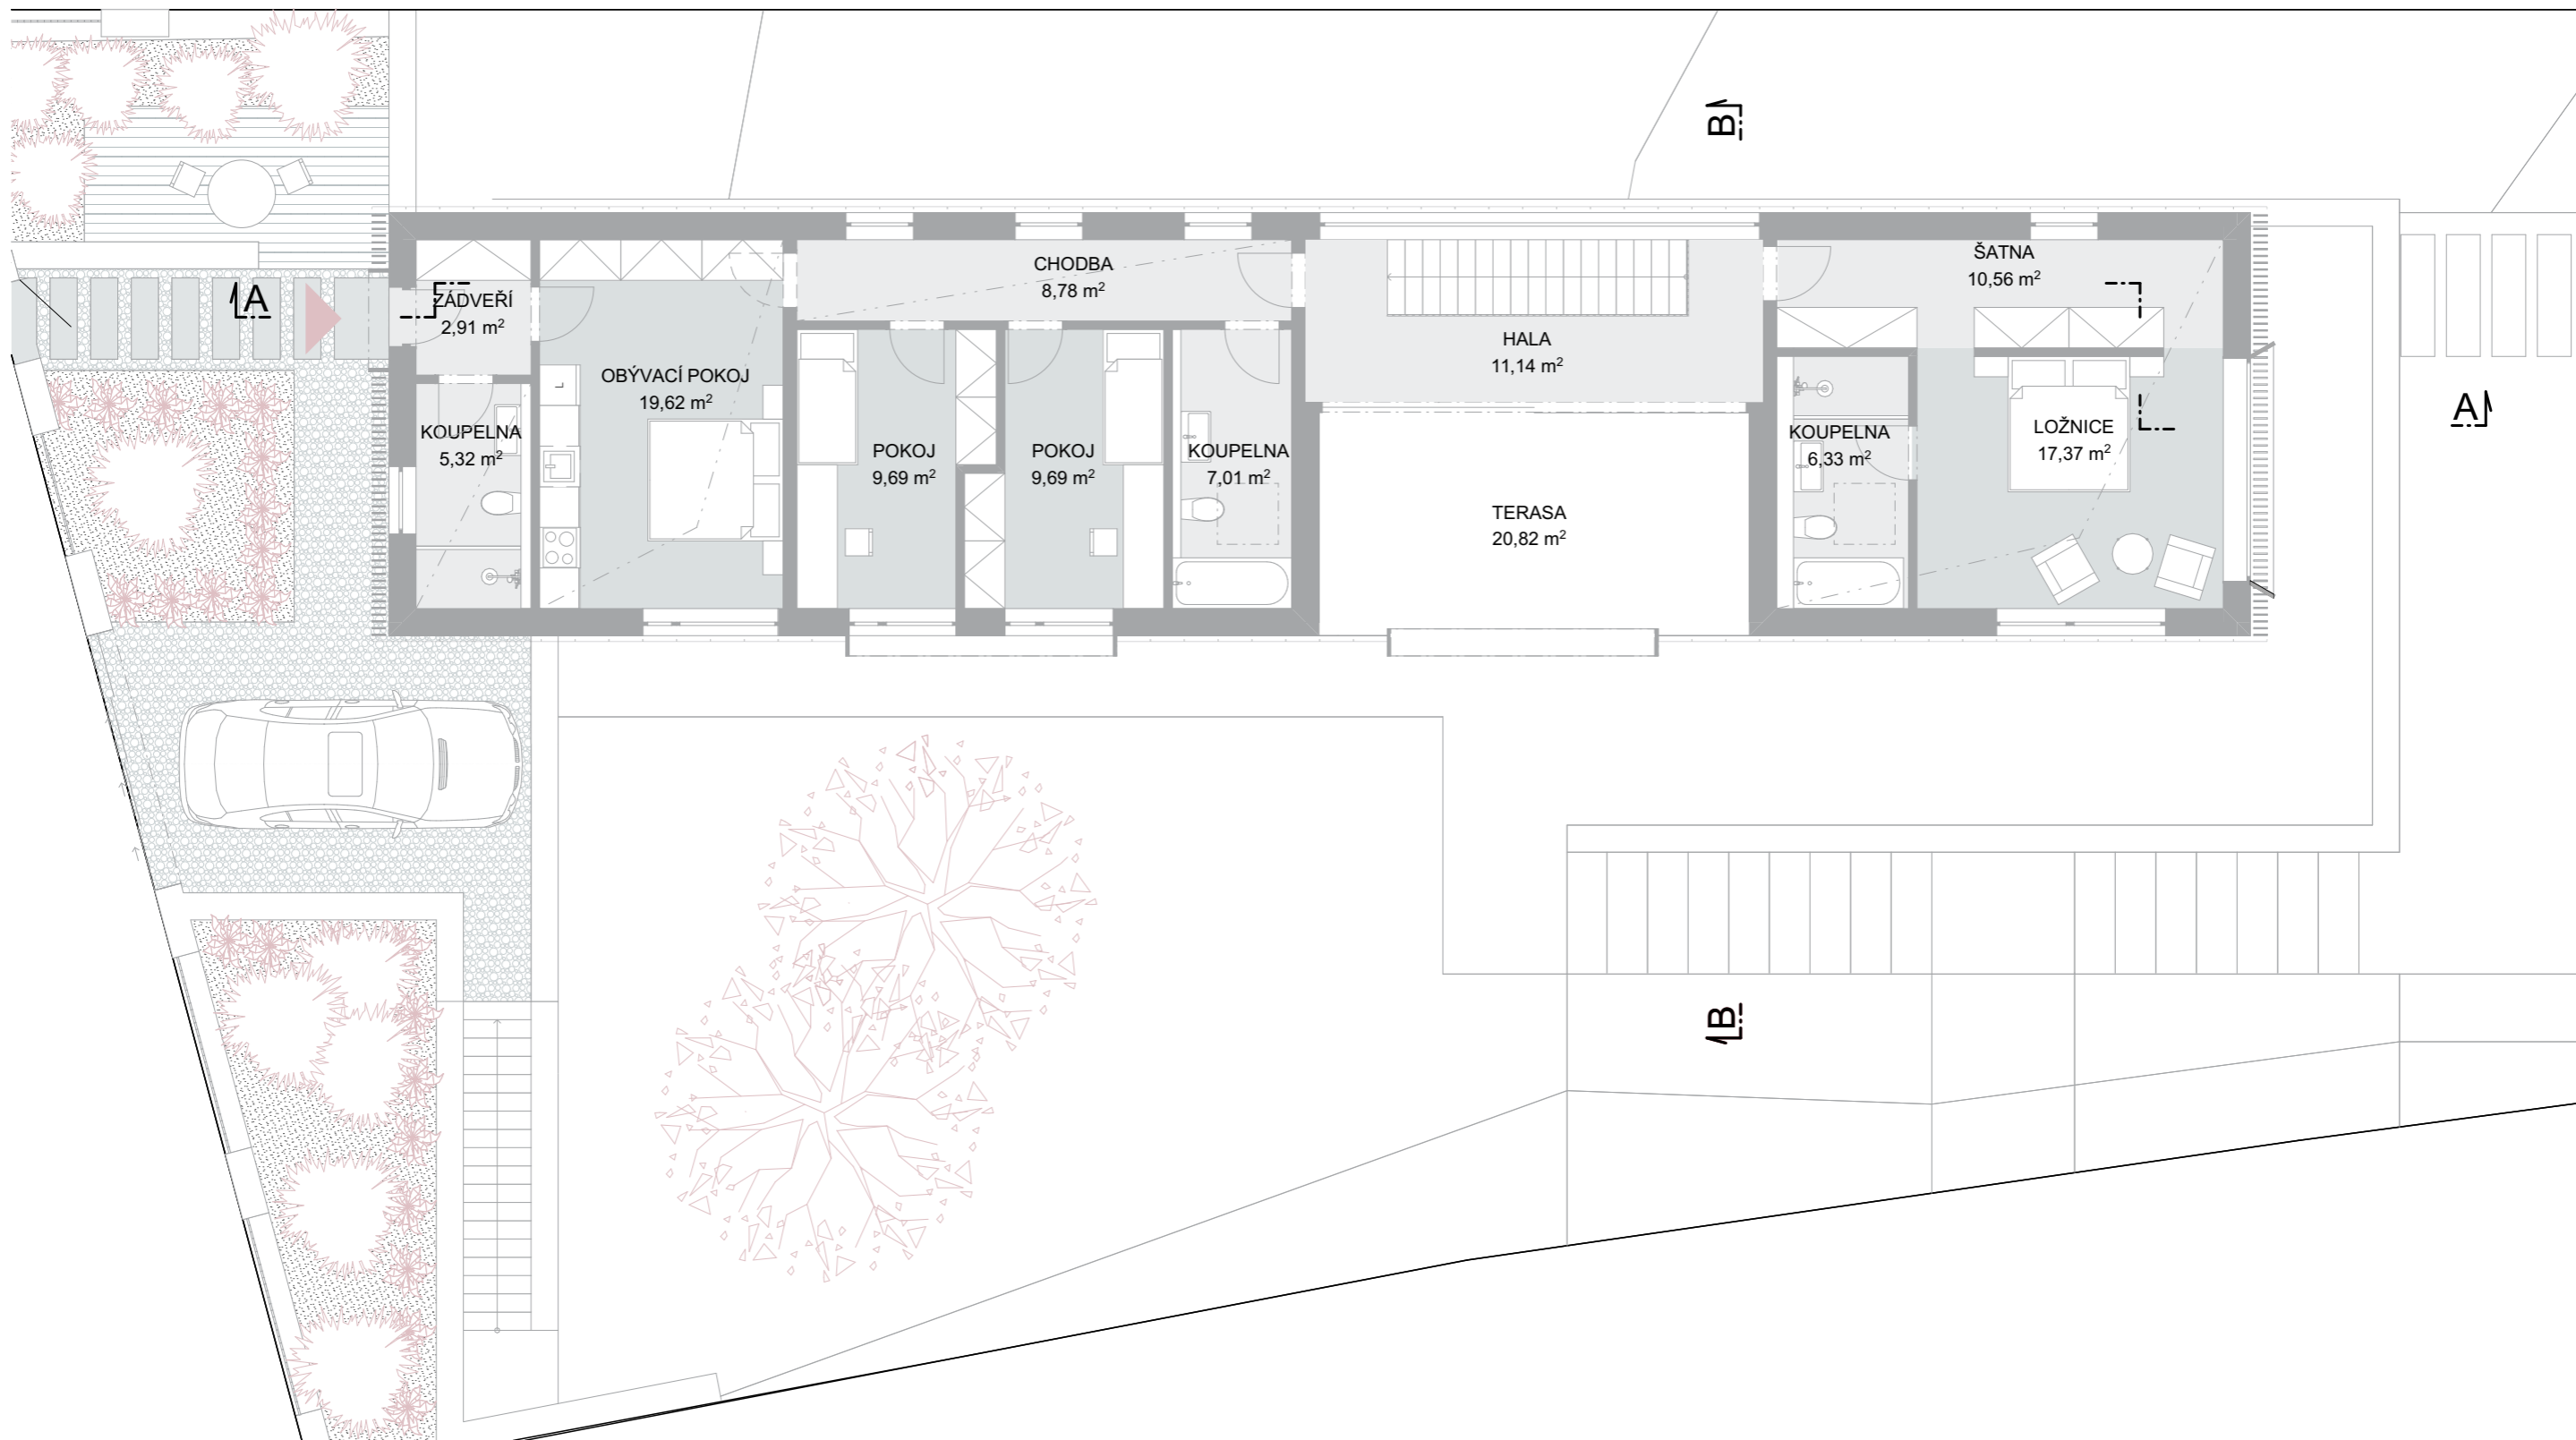 B
CHODBA
8,78 m²
ŠATNA
10,56 m²
A
ZÁDVEŘÍ
2,91 m²
HALA
11,14 m²
OBÝVACÍ POKOJ
19,62 m²
L
KOUPELNA
5,32 m²
POKOJ
9,69 m²
POKOJ
9,69 m²
KOUPELNA
7,01 m²
TERASA
20,82 m²
KOUPELNA
6,33 m²
LOŽNICE
17,37 m²
A
B